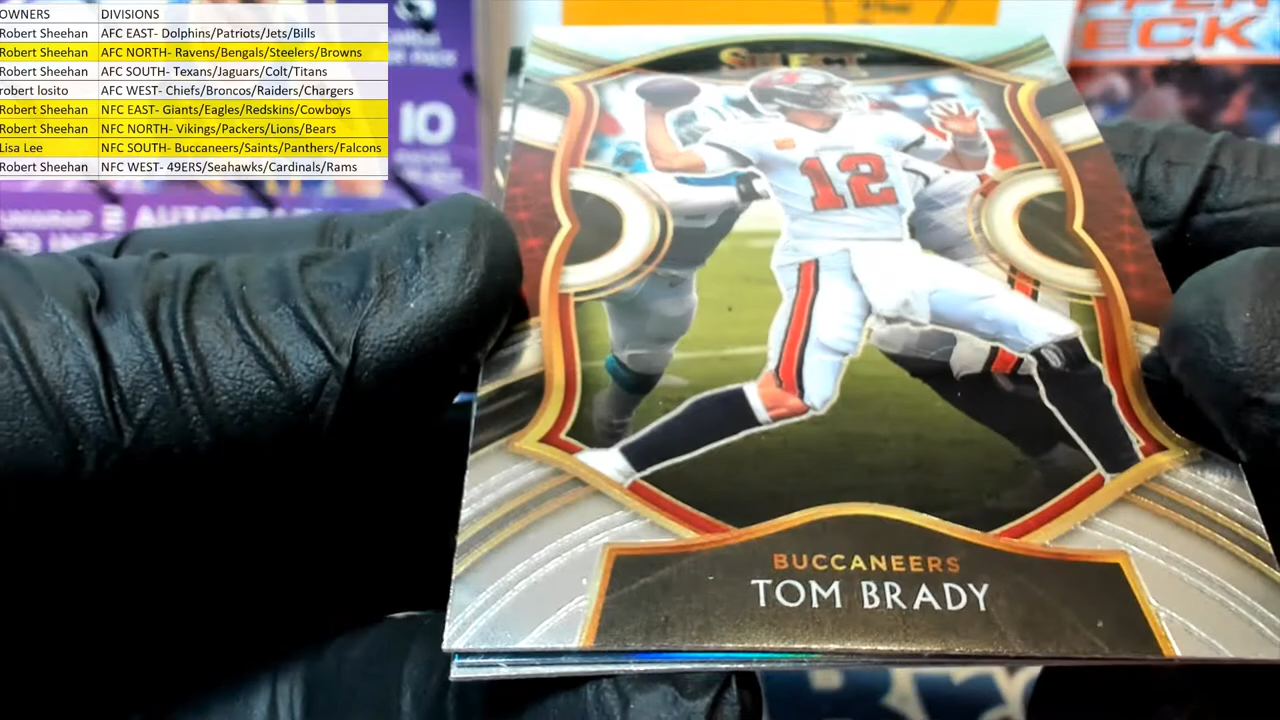 OWNERS DIVISIONS
Robert Sheehan AFC EAST- Dolphins/Patriots/Jets/Bills
Robert Sheehan AFC NORTH- Ravens/Bengals/Steelers/Browns
Robert Sheehan AFC SOUTH- Texans/Jaguars/Colt/Titans
robert losito AFC WEST- Chiefs/Broncos/Raiders/Chargers
Robert Sheehan NFC EAST- Giants/Eagles/Redskins/Cowboys
Robert Sheehan NFC NORTH- Vikings/Packers/Lions/Bears
Lisa Lee NFC SOUTH- Buccaneers/Saints/Panthers/Falcons
Robert Sheehan NFC WEST- 49ERS/Seahawks/Cardinals/Rams
10
SELECT
12
BUCCANEERS
TOM BRADY